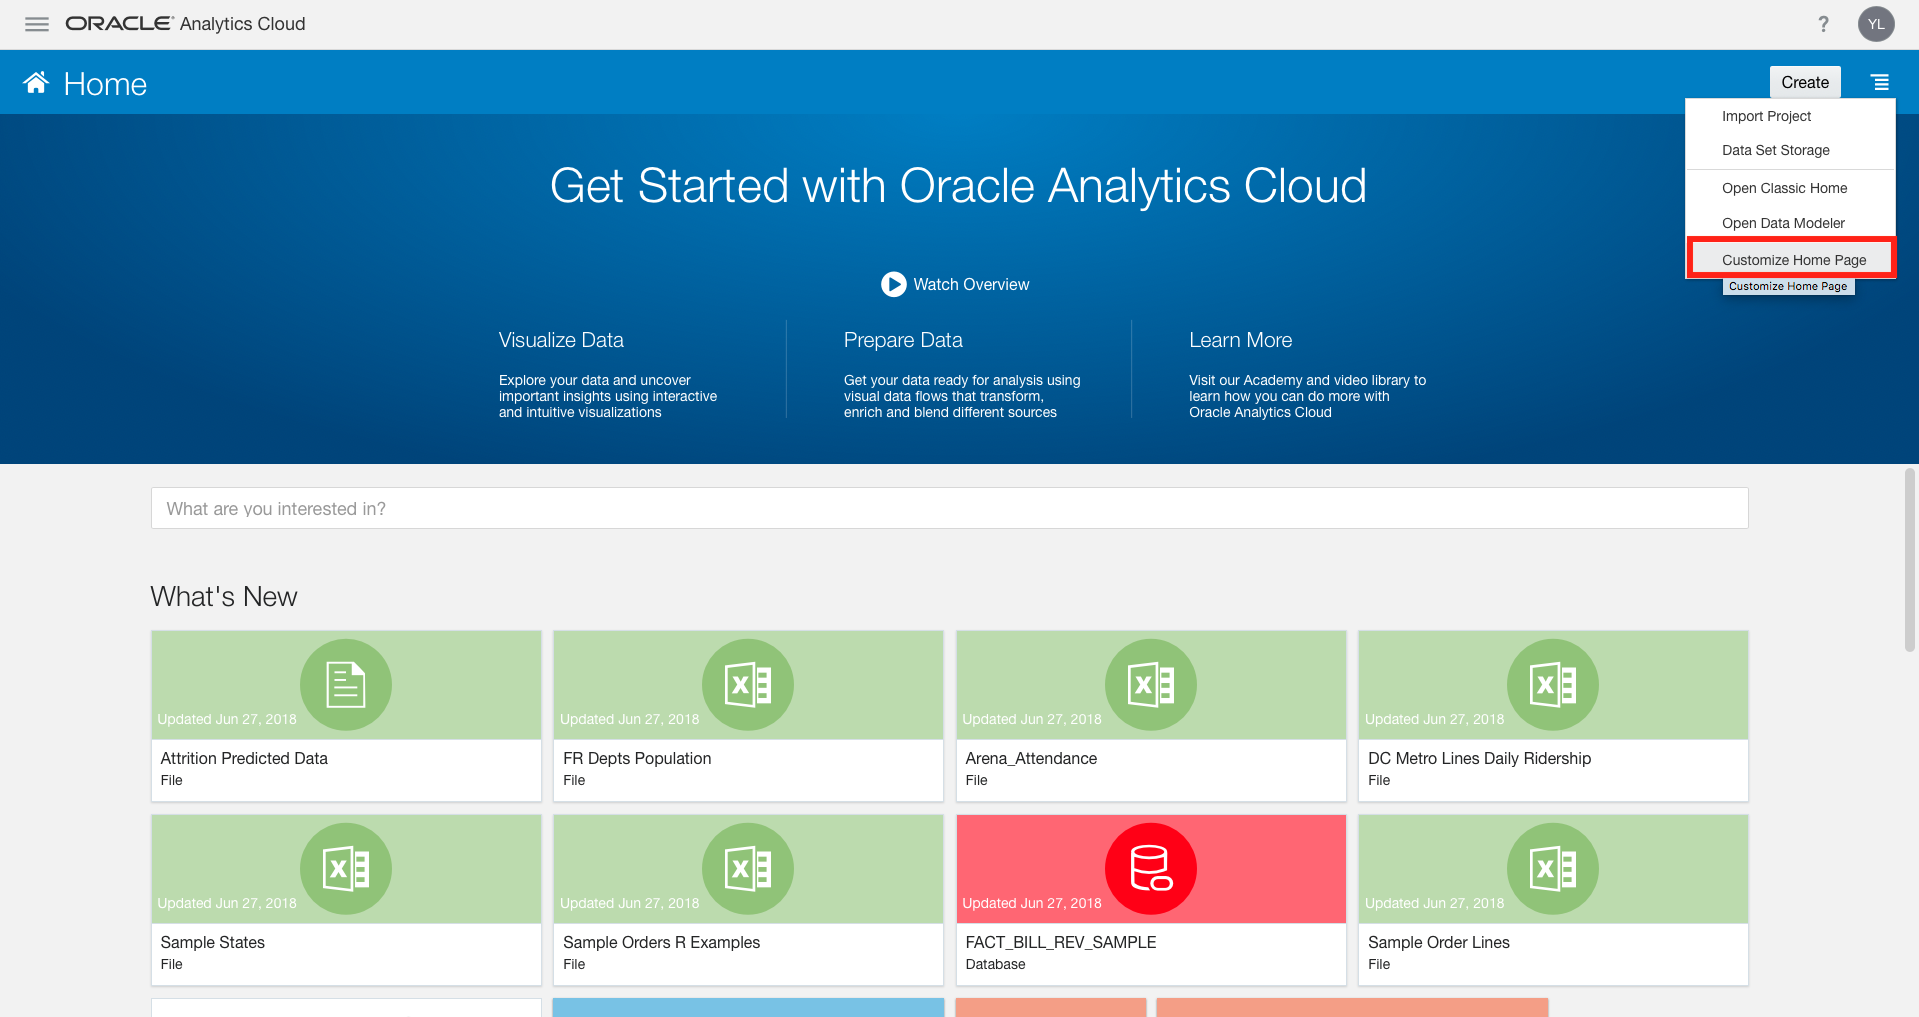 ORACLE Analytics Cloud
?
YL
Home
Create
Import Project
Data Set Storage
Open Classic Home
Open Data Modeler
Customize Home Page
Customize Home Page
Get Started with Oracle Analytics Cloud
Watch Overview
Visualize Data
Explore your data and uncover
important insights using interactive
and intuitive visualizations
Prepare Data
Get your data ready for analysis using
visual data flows that transform,
enrich and blend different sources
Learn More
Visit our Academy and video library to
learn how you can do more with
Oracle Analytics Cloud
What are you interested in?
What's New
Updated Jun 27, 2018
Attrition Predicted Data
File
X
Updated Jun 27, 2018
FR Depts Population
File
X
Updated Jun 27, 2018
Arena_Attendance
File
X
Updated Jun 27, 2018
DC Metro Lines Daily Ridership
File
X
Updated Jun 27, 2018
Sample States
File
X
Updated Jun 27, 2018
Sample Orders R Examples
File
Updated Jun 27, 2018
FACT_BILL_REV_SAMPLE
Database
X
Updated Jun 27, 2018
Sample Order Lines
File